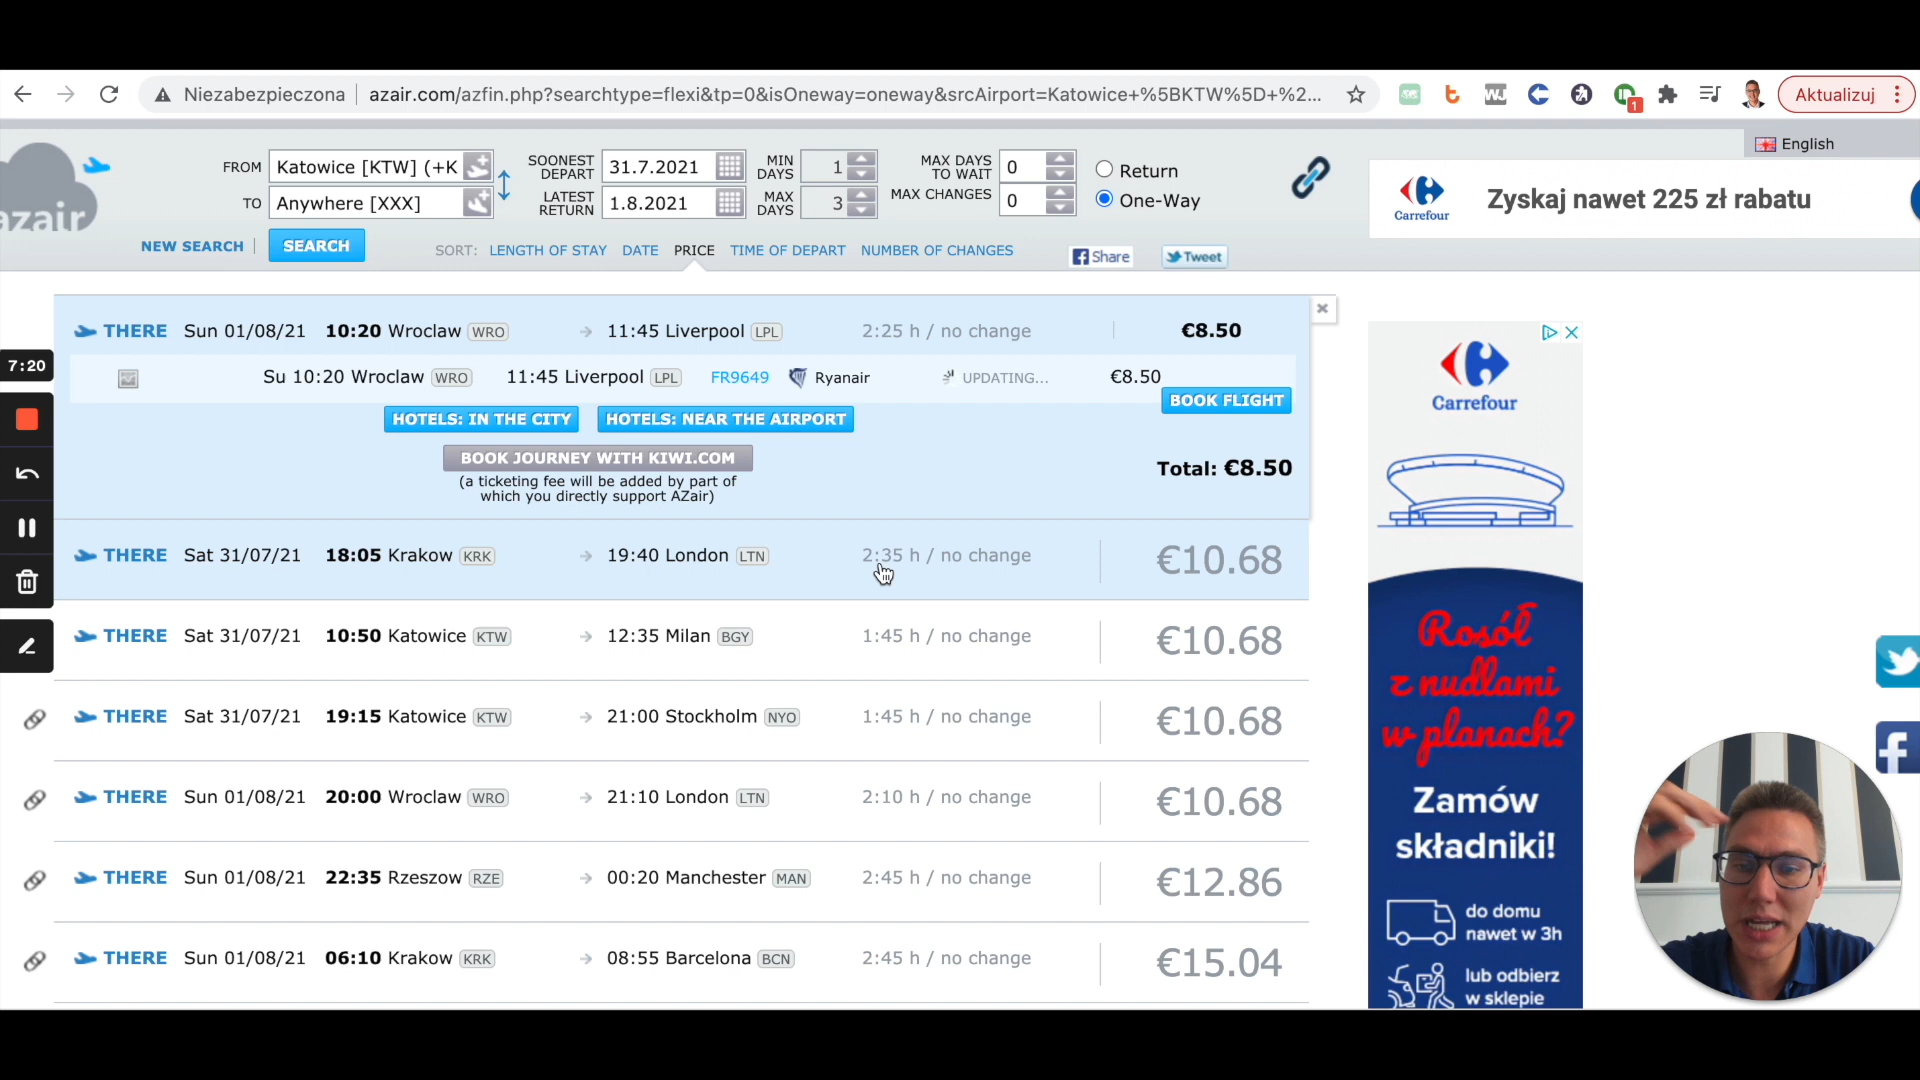 Niezabezpieczona azair.com/azfin.php?searchtype=flexi&tp=0&isOneway=oneway&srcAirport=Katowice+%5BKTW%5D+%2... WJ 1 Aktualizuj
English
azair
FROM Katowice [KTW] (+K
TO Anywhere [XXX]
SOONEST DEPART 31.7.2021
LATEST RETURN 1.8.2021
MIN DAYS 1
MAX DAYS 3
MAX DAYS TO WAIT 0
MAX CHANGES 0
Return
One-Way
Carrefour
Zyskaj nawet 225 zł rabatu
NEW SEARCH SEARCH
SORT: LENGTH OF STAY DATE PRICE TIME OF DEPART NUMBER OF CHANGES
Share Tweet
THERE Sun 01/08/21 10:20 Wroclaw WRO 11:45 Liverpool LPL 2:25 h / no change €8.50
7:20
Su 10:20 Wroclaw WRO 11:45 Liverpool LPL FR9649 Ryanair UPDATING... €8.50
BOOK FLIGHT
HOTELS: IN THE CITY HOTELS: NEAR THE AIRPORT
BOOK JOURNEY WITH KIWI.COM
(a ticketing fee will be added by part of
which you directly support AZair)
Total: €8.50
THERE Sat 31/07/21 18:05 Krakow KRK 19:40 London LTN 2:35 h / no change €10.68
THERE Sat 31/07/21 10:50 Katowice KTW 12:35 Milan BGY 1:45 h / no change €10.68
THERE Sat 31/07/21 19:15 Katowice KTW 21:00 Stockholm NYO 1:45 h / no change €10.68
THERE Sun 01/08/21 20:00 Wroclaw WRO 21:10 London LTN 2:10 h / no change €10.68
THERE Sun 01/08/21 22:35 Rzeszow RZE 00:20 Manchester MAN 2:45 h / no change €12.86
THERE Sun 01/08/21 06:10 Krakow KRK 08:55 Barcelona BCN 2:45 h / no change €15.04
Carrefour
Rosół
z nudlami
w planach?
Zamów
składniki!
do domu
nawet w 3h
lub odbierz
w sklepie